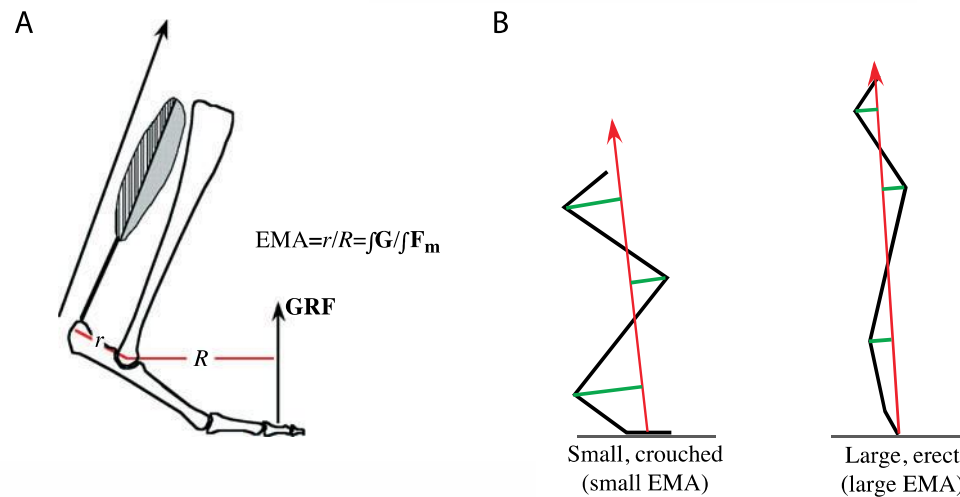 A
B
EMA=r/R=∫G/∫Fm
GRF
r
R
Small, crouched
(small EMA)
Large, erect
(large EMA)